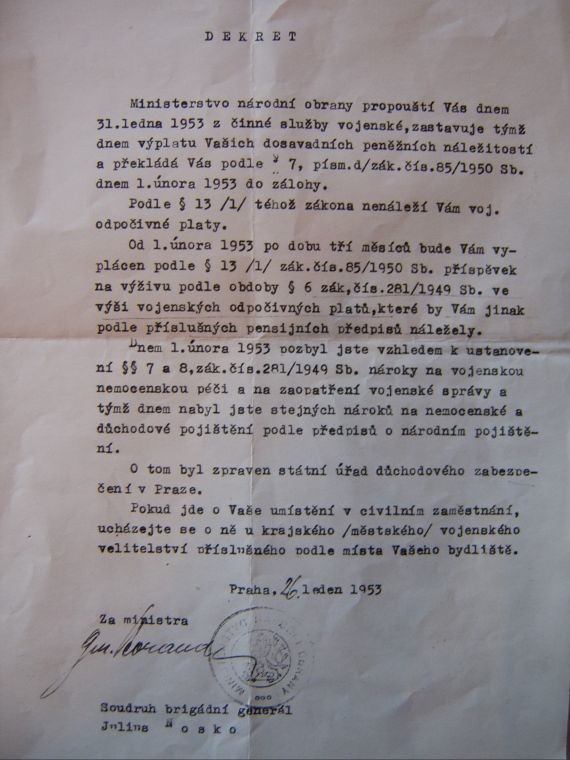 D E K R E T
Ministerstvo národní obrany propouští Vás dnem
31.ledna 1953 z činné služby vojenské,zastavuje týmž
dnem výplatu Vašich dosavadních peněžních náležitostí
a překládá Vás podle § 7, písm.d/zák.čís.85/1950 Sb.
dnem 1.února 1953 do zálohy.
Podle § 13 /1/ téhož zákona nenáleží Vám voj.
odpočivné platy.
Od 1.února 1953 po dobu tří měsíců bude Vám vy-
plácen podle § 13 /1/ zák.čís.85/1950 Sb. příspěvek
na výživu podle obdoby § 6 zák,čís.281/1949 Sb. ve
výši vojenských odpočivných platů,které by Vám jinak
podle příslušných pensijních předpisů náležely.
Dnem 1.února 1953 pozbyl jste vzhledem k ustanove-
ní §§ 7 a 8,zák.čís.281/1949 Sb. nároky na vojenskou
nemocenskou péči a na zaopatření vojenské správy a
týmž dnem nabyl jste stejných nároků na nemocenské a
důchodové pojištění podle předpisů o národním pojiště-
ní.
O tom byl zpraven státní úřad důchodového zabezpe-
čení v Praze.
Pokud jde o Vaše umístění v civilním zaměstnání,
ucházejte se o ně u krajského /městského/ vojenského
velitelství příslušného podle místa Vašeho bydliště.
Praha, 26. leden 1953
Za ministra
Soudruh brigádní generál
Julius N o s k o